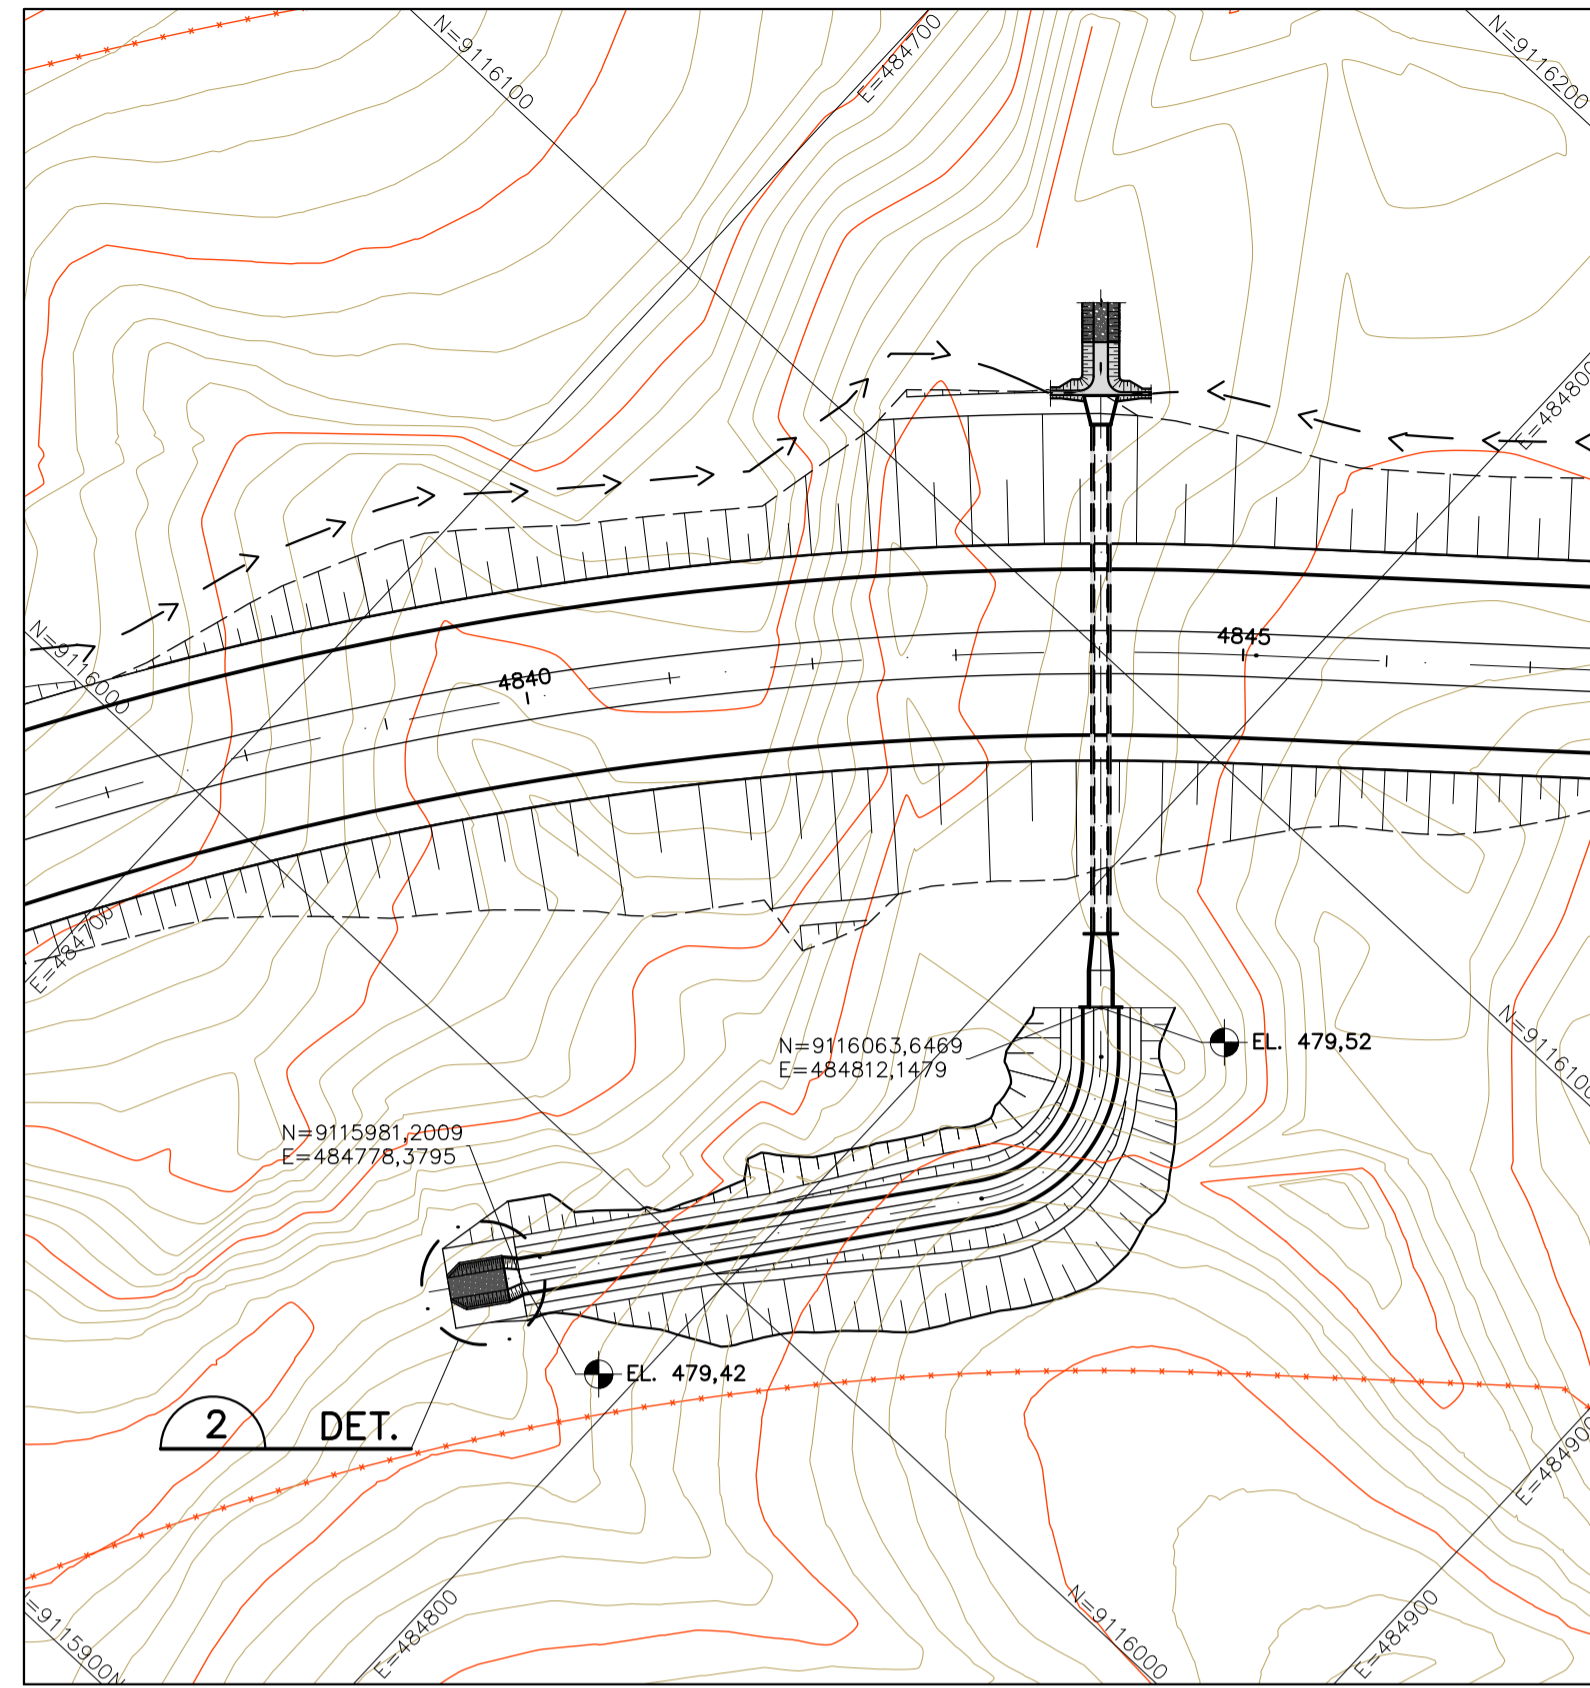 N=9116100
E=484700
N=9116200
E=484800
N=9116000
4840
4845
E=484700
N=9116063,6469
E=484812,1479
EL. 479,52
N=9116100
N=9115981,2009
E=484778,3795
EL. 479,42
2 DET.
E=484900
N=9115900
E=484800
N=9116000
E=484900